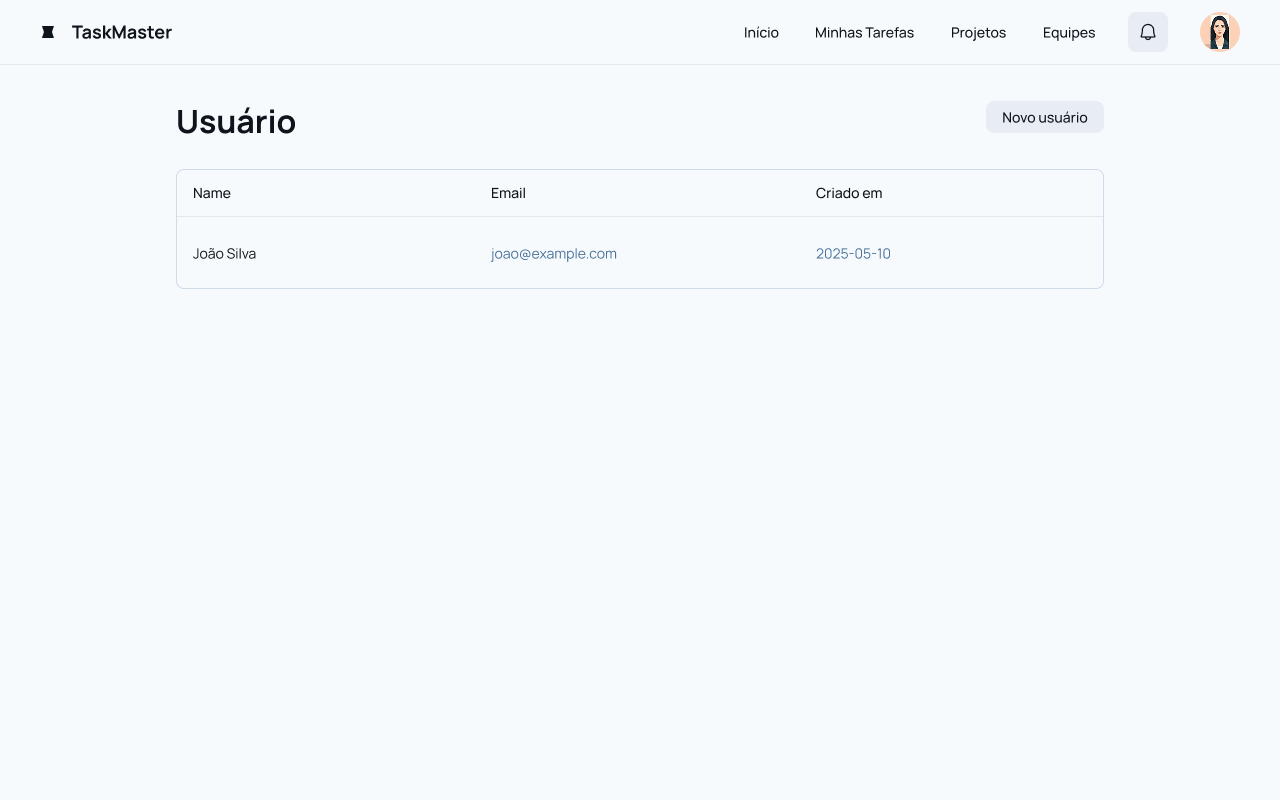 TaskMaster
Início Minhas Tarefas Projetos Equipes
Usuário
Novo usuário
Name Email Criado em
João Silva joao@example.com 2025-05-10